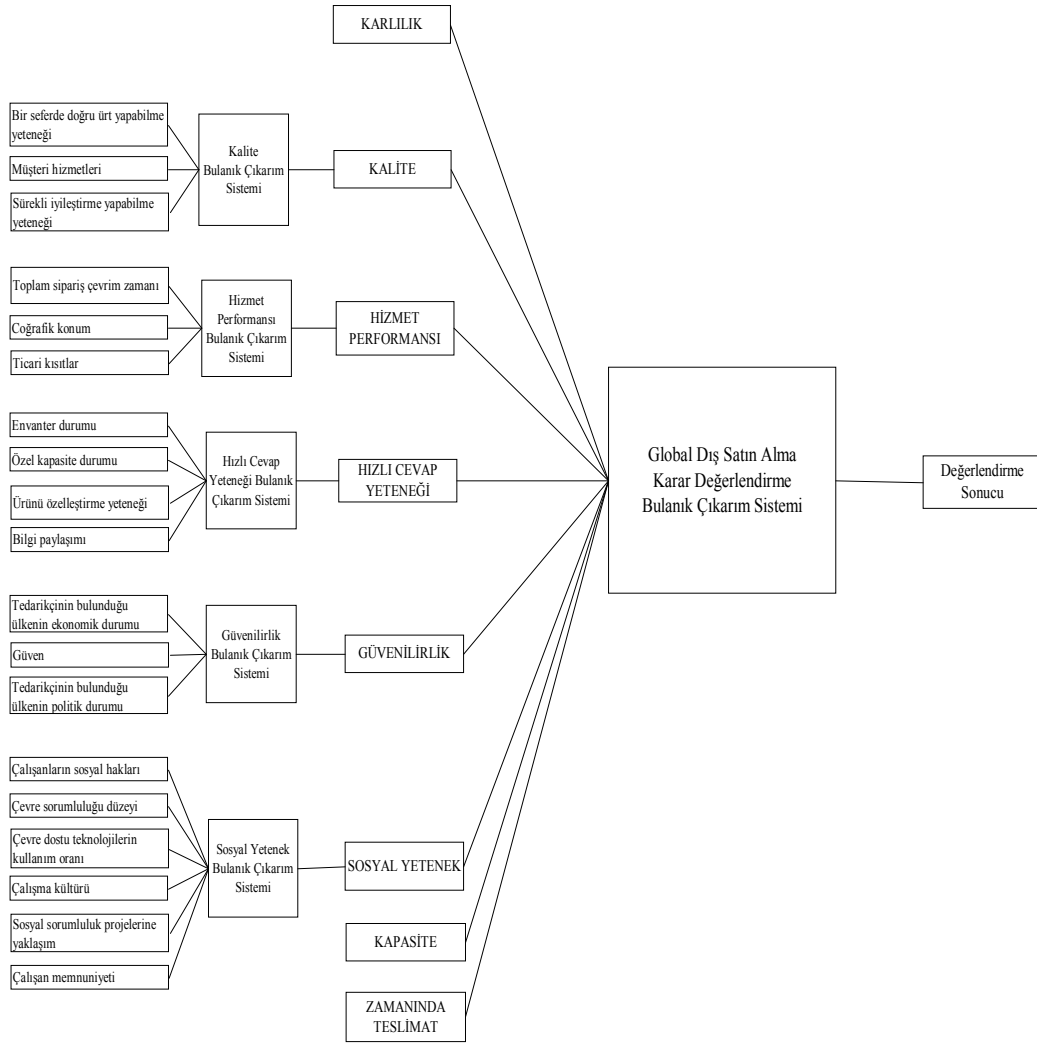 KARLILIK
Bir seferde doğru ürt yapabilme
yeteneği
Müşteri hizmetleri
Sürekli iyileştirme yapabilme
yeteneği
Kalite
Bulanık Çıkarım
Sistemi
KALİTE
Toplam sipariş çevrim zamanı
Coğrafik konum
Ticari kısıtlar
Hizmet
Performansı
Bulanık Çıkarım
Sistemi
HİZMET
PERFORMANSI
Envanter durumu
Özel kapasite durumu
Ürünü özelleştirme yeteneği
Bilgi paylaşımı
Hızlı Cevap
Yeteneği Bulanık
Çıkarım Sistemi
HIZLI CEVAP
YETENEĞİ
Tedarikçinin bulunduğu
ülkenin ekonomik durumu
Güven
Tedarikçinin bulunduğu
ülkenin politik durumu
Güvenilirlik
Bulanık Çıkarım
Sistemi
GÜVENİLİRLİK
Çalışanların sosyal hakları
Çevre sorumluluğu düzeyi
Çevre dostu teknolojilerin
kullanım oranı
Çalışma kültürü
Sosyal sorumluluk projelerine
yaklaşım
Çalışan memnuniyeti
Sosyal Yetenek
Bulanık Çıkarım
Sistemi
SOSYAL YETENEK
KAPASİTE
ZAMANINDA
TESLİMAT
Global Dış Satın Alma
Karar Değerlendirme
Bulanık Çıkarım Sistemi
Değerlendirme
Sonucu